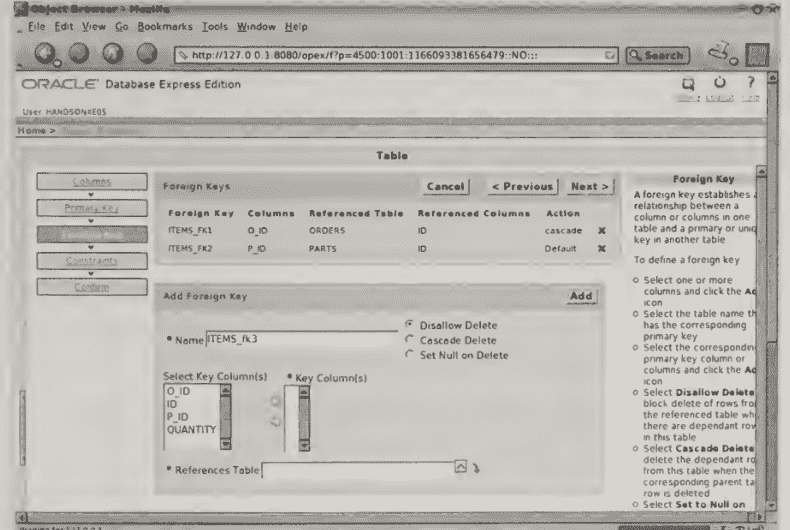 Object Browser > Mozilla
File Edit View Go Bookmarks Tools Window Help
http://127.0.0.1:8080/apex/f?p=4500:1001:1166093381656479::NO:::
Search
ORACLE Database Express Edition
User HANDSONXE05
Home >
Table
Columns
Primary Key
Constraints
Confirm
Foreign Keys
Cancel
< Previous
Next >
Foreign Key Columns Referenced Table Referenced Columns Action
ITEMS_FK1 O_ID ORDERS ID cascade
ITEMS_FK2 P_ID PARTS ID Default
Add Foreign Key
Add
Name ITEMS_fk3
Disallow Delete
Cascade Delete
Set Null on Delete
Select Key Column(s)
O_ID
ID
P_ID
QUANTITY
Key Column(s)
References Table
Foreign Key
A foreign key establishes a
relationship between a
column or columns in one
table and a primary or uniq
key in another table
To define a foreign key
Select one or more
columns and click the Ad
icon
Select the table name th
has the corresponding
primary key
Select the correspondin
primary key column or
columns and click the Ad
icon
Select Disallow Delete
block delete of rows fro
the referenced table wh
there are dependant row
in this table
Select Cascade Delete
delete the dependant ro
from this table when the
corresponding parent ta
row is deleted
Select Set to Null on